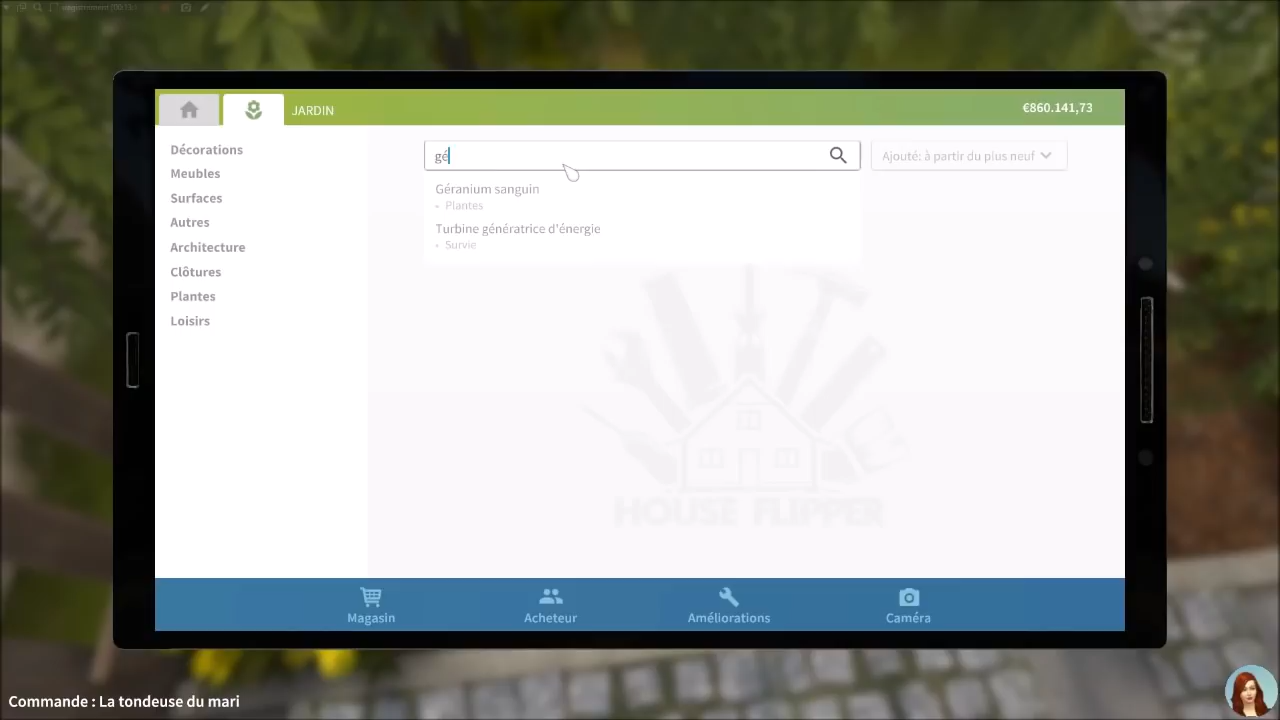 JARDIN
€860.141,73
Décorations
Meubles
Surfaces
Autres
Architecture
Clôtures
Plantes
Loisirs
gé
Ajouté: à partir du plus neuf
Géranium sanguin
Plantes
Turbine génératrice d'énergie
Survie
HOUSE FLIPPER
Magasin
Acheteur
Améliorations
Caméra
Commande : La tondeuse du mari